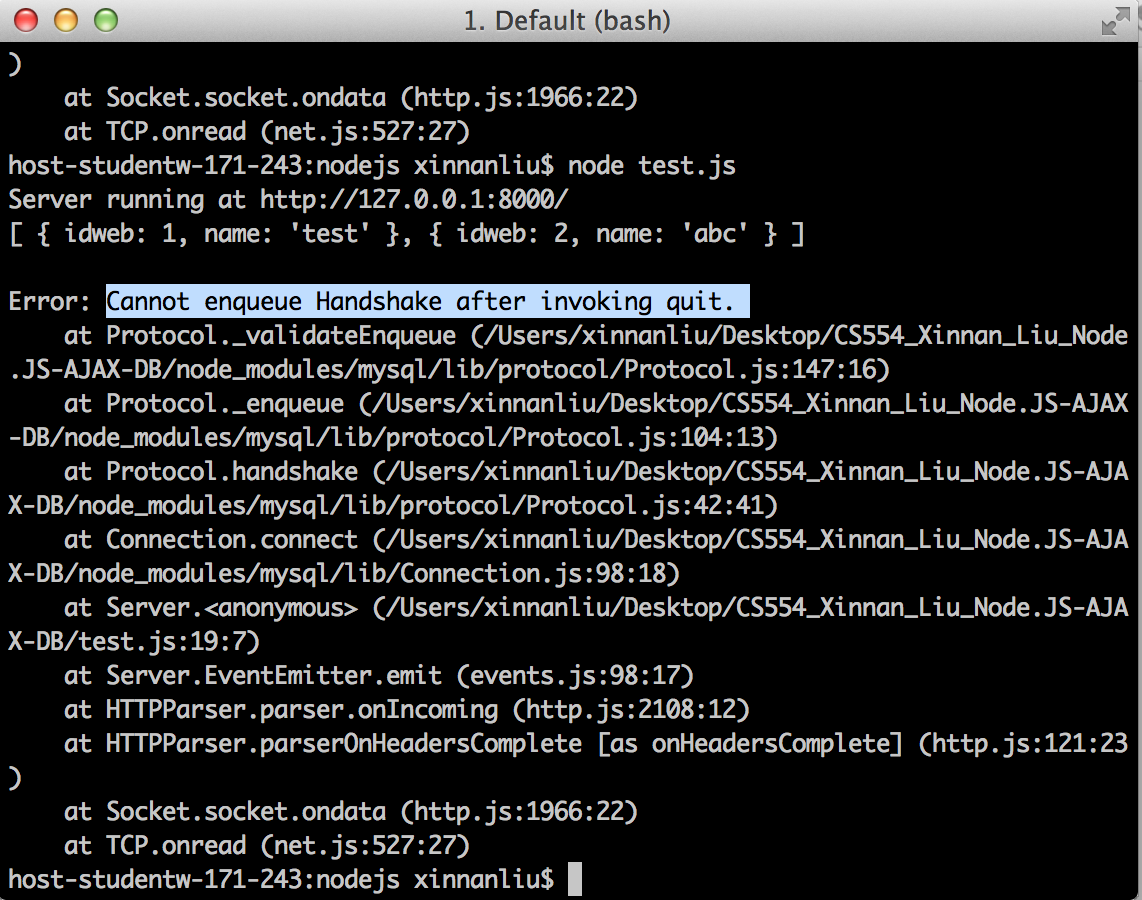 1. Default (bash)
)
    at Socket.socket.ondata (http.js:1966:22)
    at TCP.onread (net.js:527:27)
host-studentw-171-243:nodejs xinnanliu$ node test.js
Server running at http://127.0.0.1:8000/
[ { idweb: 1, name: 'test' }, { idweb: 2, name: 'abc' } ]
Error: Cannot enqueue Handshake after invoking quit.
    at Protocol._validateEnqueue (/Users/xinnanliu/Desktop/CS554_Xinnan_Liu_Node
.JS-AJAX-DB/node_modules/mysql/lib/protocol/Protocol.js:147:16)
    at Protocol._enqueue (/Users/xinnanliu/Desktop/CS554_Xinnan_Liu_Node.JS-AJAX
-DB/node_modules/mysql/lib/protocol/Protocol.js:104:13)
    at Protocol.handshake (/Users/xinnanliu/Desktop/CS554_Xinnan_Liu_Node.JS-AJA
X-DB/node_modules/mysql/lib/protocol/Protocol.js:42:41)
    at Connection.connect (/Users/xinnanliu/Desktop/CS554_Xinnan_Liu_Node.JS-AJA
X-DB/node_modules/mysql/lib/Connection.js:98:18)
    at Server.<anonymous> (/Users/xinnanliu/Desktop/CS554_Xinnan_Liu_Node.JS-AJA
X-DB/test.js:19:7)
    at Server.EventEmitter.emit (events.js:98:17)
    at HTTPParser.parser.onIncoming (http.js:2108:12)
    at HTTPParser.parserOnHeadersComplete [as onHeadersComplete] (http.js:121:23
)
    at Socket.socket.ondata (http.js:1966:22)
    at TCP.onread (net.js:527:27)
host-studentw-171-243:nodejs xinnanliu$